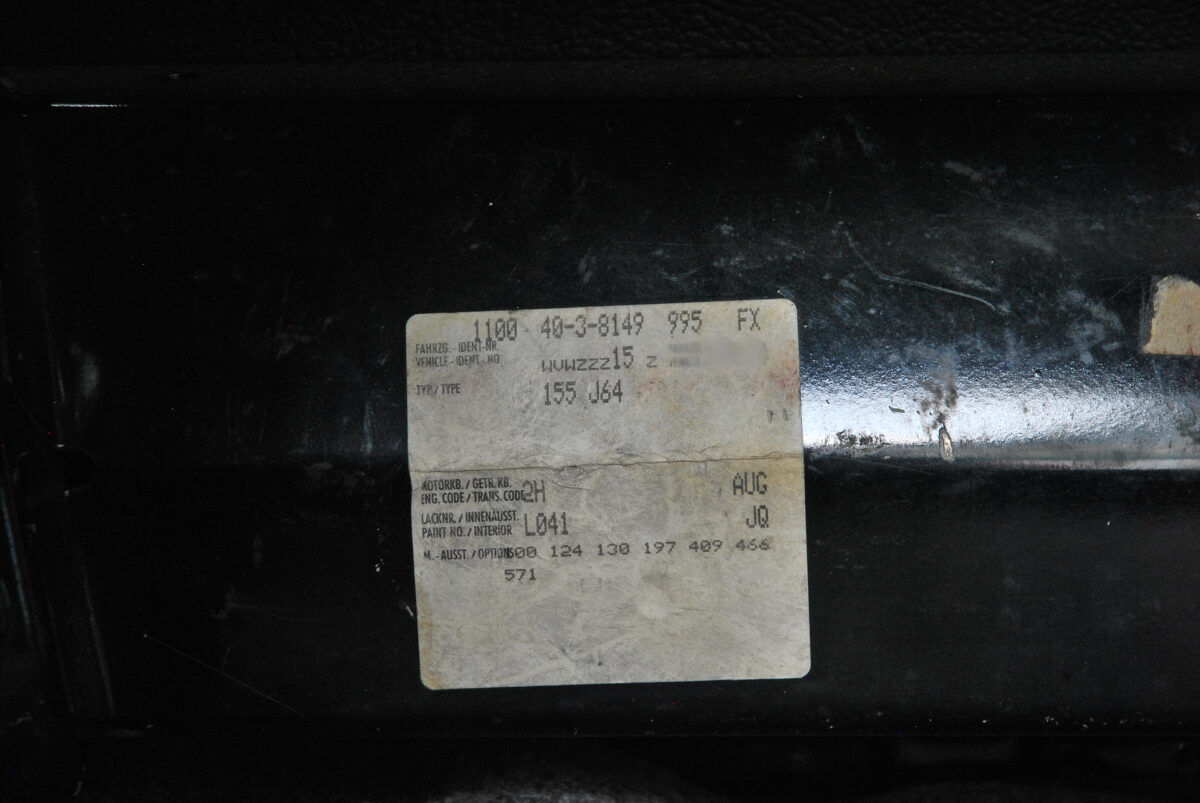 1100 40-3-8149 995 FX
FAHRZG.-IDENT-NR.
VEHICLE-IDENT-NO. WVWZZZ15 Z
TYP/TYPE 155 J64
MOTORKB./GETR.KB.
ENG. CODE/TRANS. CODE 2H AUG
LACKNR./INNENAUSST.
PAINT NO./INTERIOR L041 JQ
M.-AUSST./OPTIONS 124 130 197 409 466
571